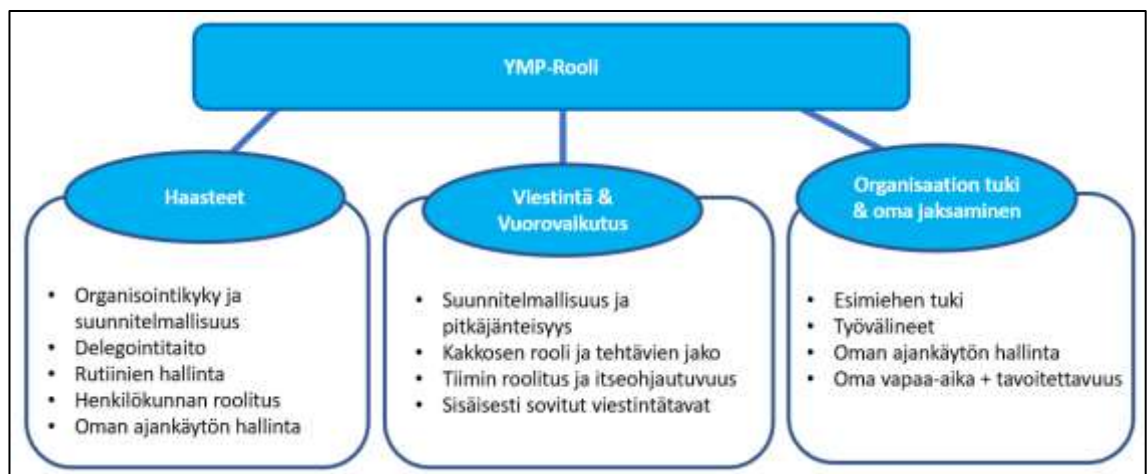 YMP-Rooli
Haasteet
• Organisointikyky ja
suunnitelmallisuus
• Delegointitaito
• Rutiinien hallinta
• Henkilökunnan roolitus
• Oman ajankäytön hallinta
Viestintä &
Vuorovaikutus
• Suunnitelmallisuus ja
pitkäjänteisyys
• Kakkosen rooli ja tehtävien jako
• Tiimin roolitus ja itseohjautuvuus
• Sisäisesti sovitut viestintätavat
Organisaation tuki
& oma jaksaminen
• Esimiehen tuki
• Työvälineet
• Oman ajankäytön hallinta
• Oma vapaa-aika + tavoitettavuus